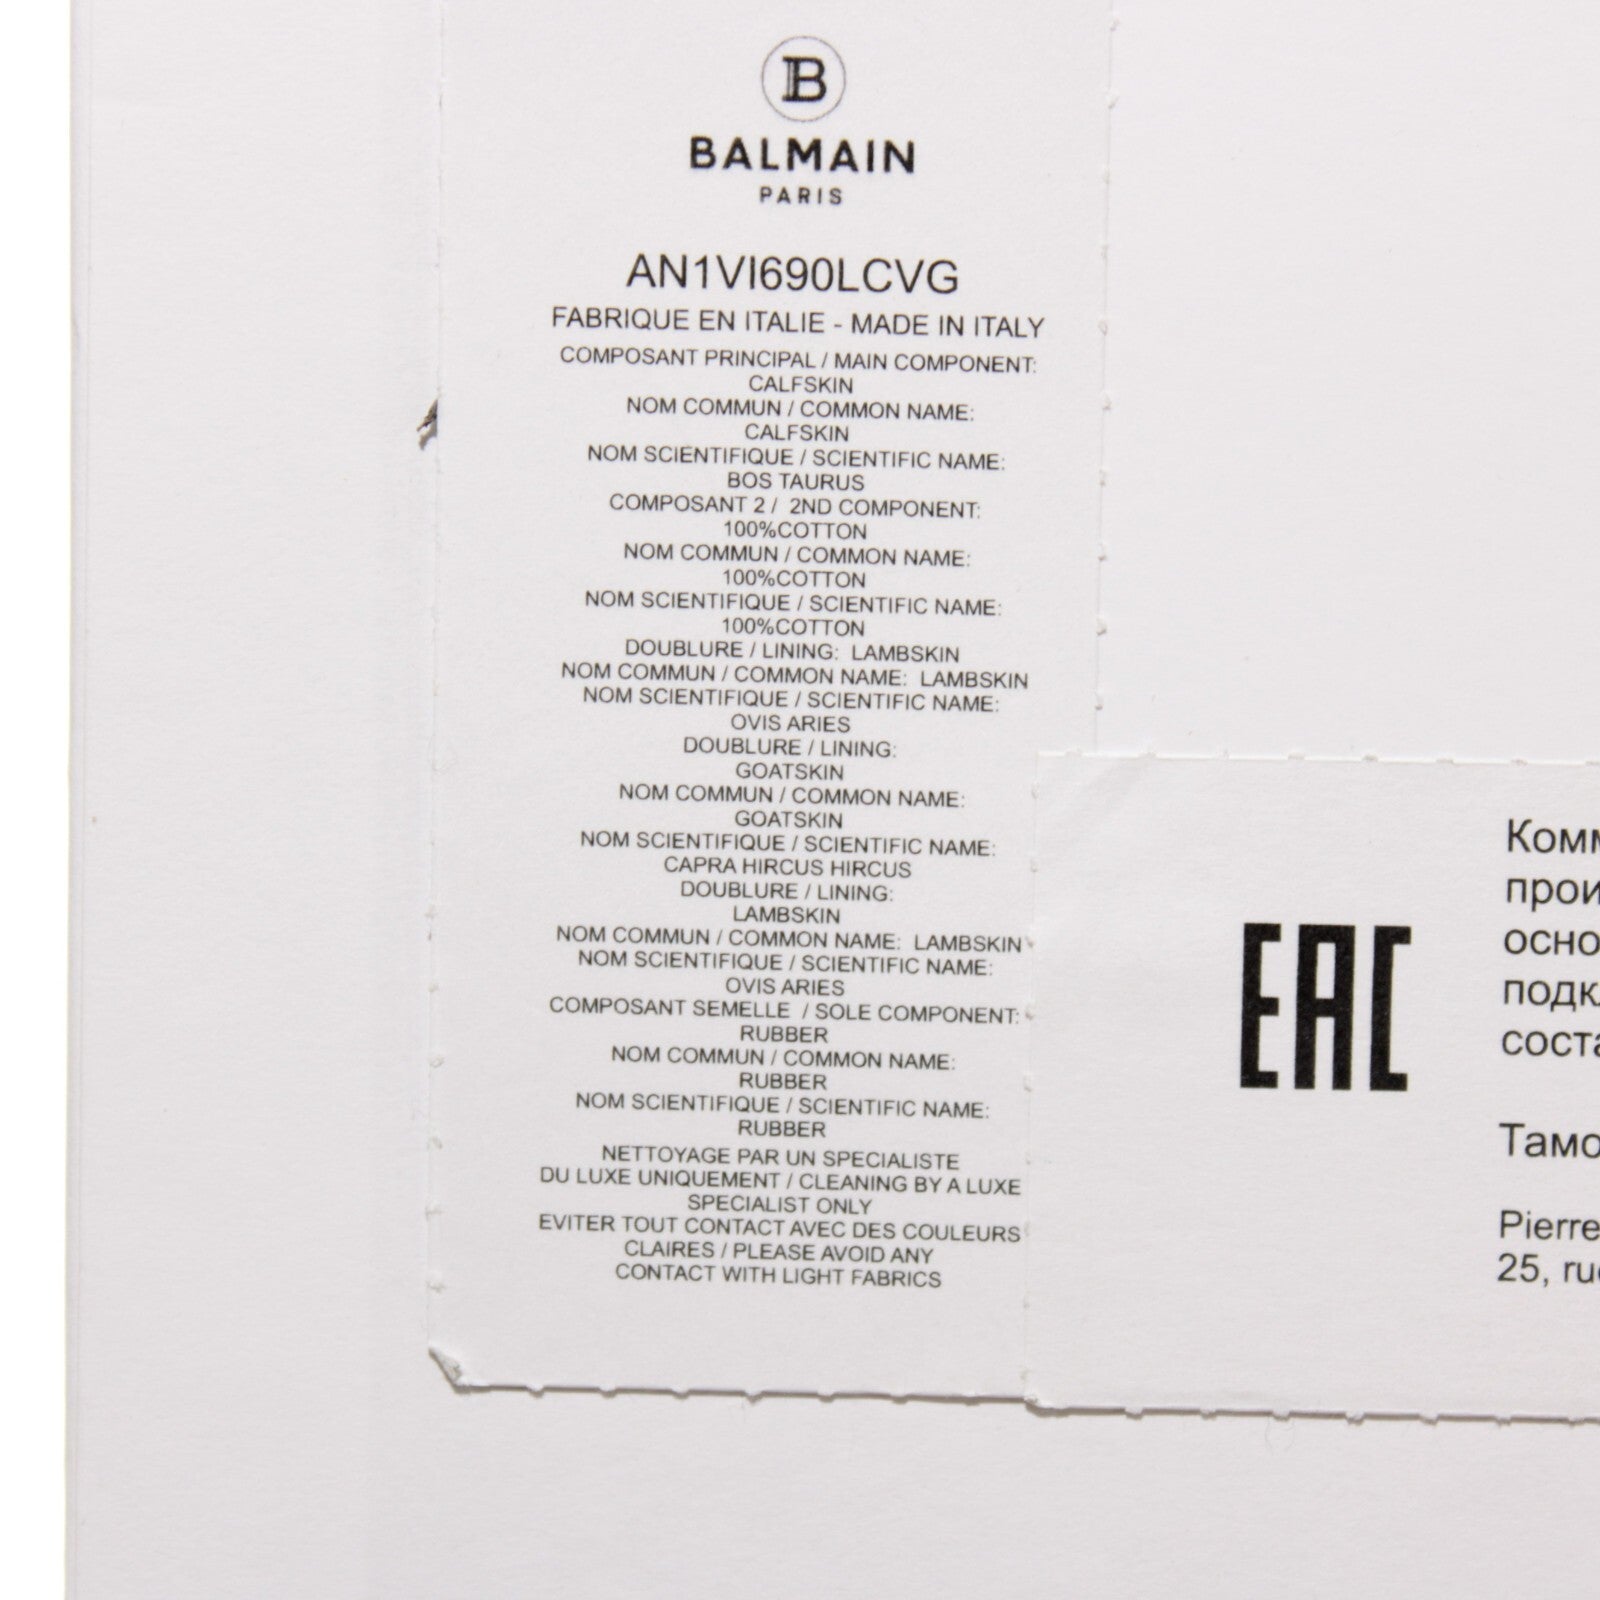 B
BALMAIN
PARIS
AN1VI690LCVG
FABRIQUE EN ITALIE - MADE IN ITALY
COMPOSANT PRINCIPAL / MAIN COMPONENT:
CALFSKIN
NOM COMMUN / COMMON NAME:
CALFSKIN
NOM SCIENTIFIQUE / SCIENTIFIC NAME:
BOS TAURUS
COMPOSANT 2 / 2ND COMPONENT:
100%COTTON
NOM COMMUN / COMMON NAME:
100%COTTON
NOM SCIENTIFIQUE / SCIENTIFIC NAME:
100%COTTON
DOUBLURE / LINING: LAMBSKIN
NOM COMMUN / COMMON NAME: LAMBSKIN
NOM SCIENTIFIQUE / SCIENTIFIC NAME:
OVIS ARIES
DOUBLURE / LINING:
GOATSKIN
NOM COMMUN / COMMON NAME:
GOATSKIN
NOM SCIENTIFIQUE / SCIENTIFIC NAME:
CAPRA HIRCUS HIRCUS
DOUBLURE / LINING:
LAMBSKIN
NOM COMMUN / COMMON NAME: LAMBSKIN
NOM SCIENTIFIQUE / SCIENTIFIC NAME:
OVIS ARIES
COMPOSANT SEMELLE / SOLE COMPONENT:
RUBBER
NOM COMMUN / COMMON NAME:
RUBBER
NOM SCIENTIFIQUE / SCIENTIFIC NAME:
RUBBER
NETTOYAGE PAR UN SPECIALISTE
DU LUXE UNIQUEMENT / CLEANING BY A LUXE
SPECIALIST ONLY
EVITER TOUT CONTACT AVEC DES COULEURS
CLAIRES / PLEASE AVOID ANY
CONTACT WITH LIGHT FABRICS
EAC
прои
осно
Тамо
Pierre
25, ru